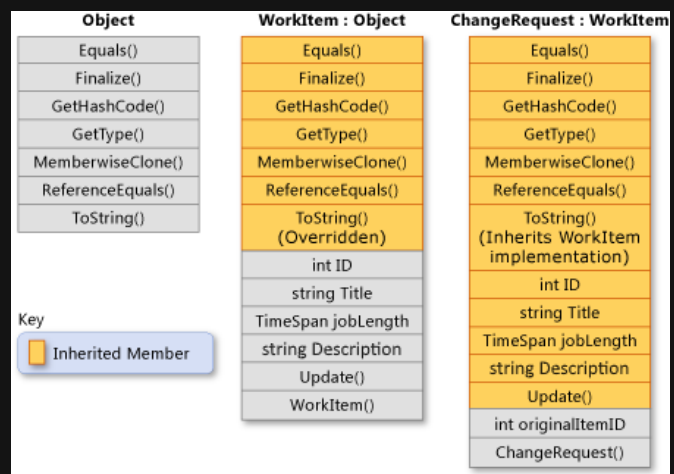 Object
Equals()
Finalize()
GetHashCode()
GetType()
MemberwiseClone()
ReferenceEquals()
ToString()
Key
Inherited Member
WorkItem : Object
Equals()
Finalize()
GetHashCode()
GetType()
MemberwiseClone()
ReferenceEquals()
ToString()
(Overridden)
int ID
string Title
TimeSpan jobLength
string Description
Update()
WorkItem()
ChangeRequest : WorkItem
Equals()
Finalize()
GetHashCode()
GetType()
MemberwiseClone()
ReferenceEquals()
ToString()
(Inherits WorkItem
implementation)
int ID
string Title
TimeSpan jobLength
string Description
Update()
int originalItemID
ChangeRequest()